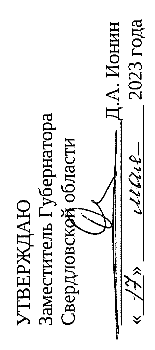 УТВЕРЖДАЮ
Заместитель Губернатора
Свердловской области
Д.А. Ионин
« 17 » мая 2023 года